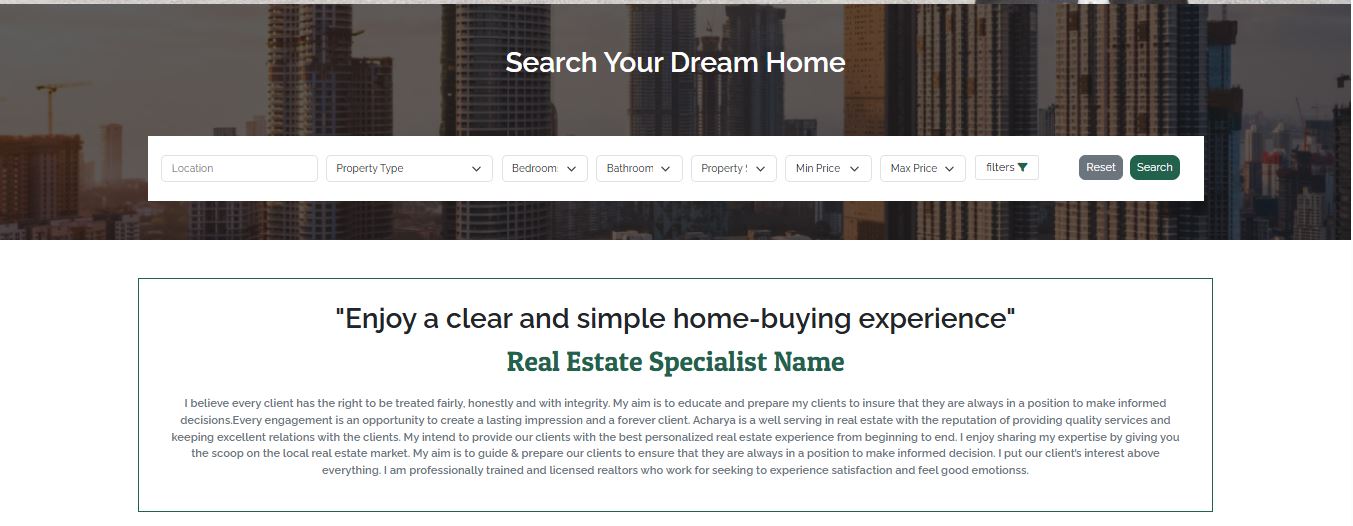 Search Your Dream Home
Location Property Type Bedroom Bathroom Property Min Price Max Price filters Reset Search
"Enjoy a clear and simple home-buying experience"
Real Estate Specialist Name
I believe every client has the right to be treated fairly, honestly and with integrity. My aim is to educate and prepare my clients to insure that they are always in a position to make informed
decisions.Every engagement is an opportunity to create a lasting impression and a forever client. Acharya is a well serving in real estate with the reputation of providing quality services and
keeping excellent relations with the clients. My intend to provide our clients with the best personalized real estate experience from beginning to end. I enjoy sharing my expertise by giving you
the scoop on the local real estate market. My aim is to guide & prepare our clients to ensure that they are always in a position to make informed decision. I put our client's interest above
everything. I am professionally trained and licensed realtors who work for seeking to experience satisfaction and feel good emotionss.